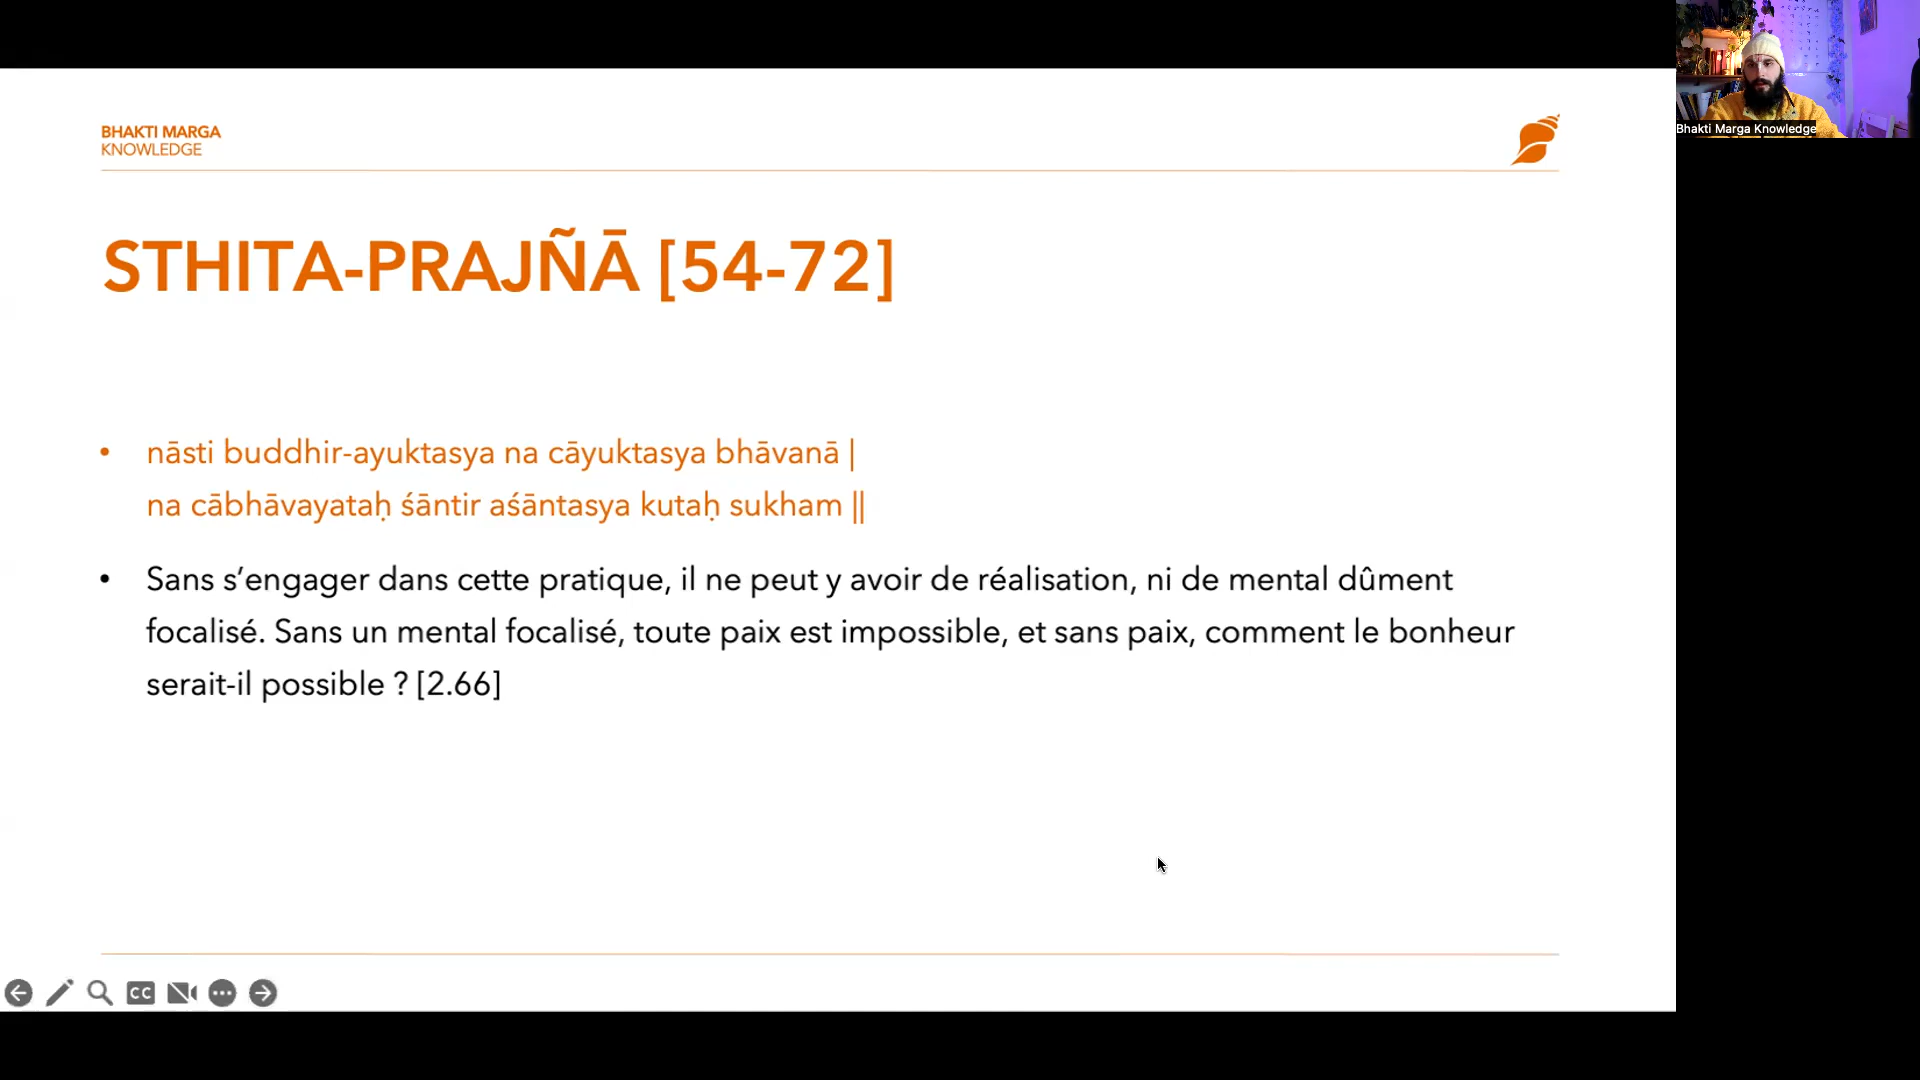 BHAKTI MARGA
KNOWLEDGE
Bhakti Marga Knowledge
STHITA-PRAJÑĀ [54-72]
• nāsti buddhir-ayuktasya na cāyuktasya bhāvanā |
na cābhāvayataḥ śāntir aśāntasya kutaḥ sukham ||
• Sans s’engager dans cette pratique, il ne peut y avoir de réalisation, ni de mental dûment
focalisé. Sans un mental focalisé, toute paix est impossible, et sans paix, comment le bonheur
serait-il possible ? [2.66]
CC